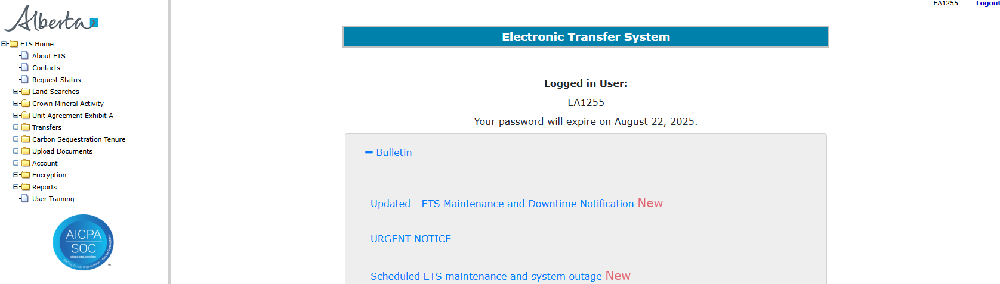 EA1255 Logout
Alberta
ETS Home
About ETS
Contacts
Request Status
Land Searches
Crown Mineral Activity
Unit Agreement Exhibit A
Transfers
Carbon Sequestration Tenure
Upload Documents
Account
Encryption
Reports
User Training
AICPA
SOC
aicpa.org/soc4so
Electronic Transfer System
Logged in User:
EA1255
Your password will expire on August 22, 2025.
Bulletin
Updated - ETS Maintenance and Downtime Notification New
URGENT NOTICE
Scheduled ETS maintenance and system outage New